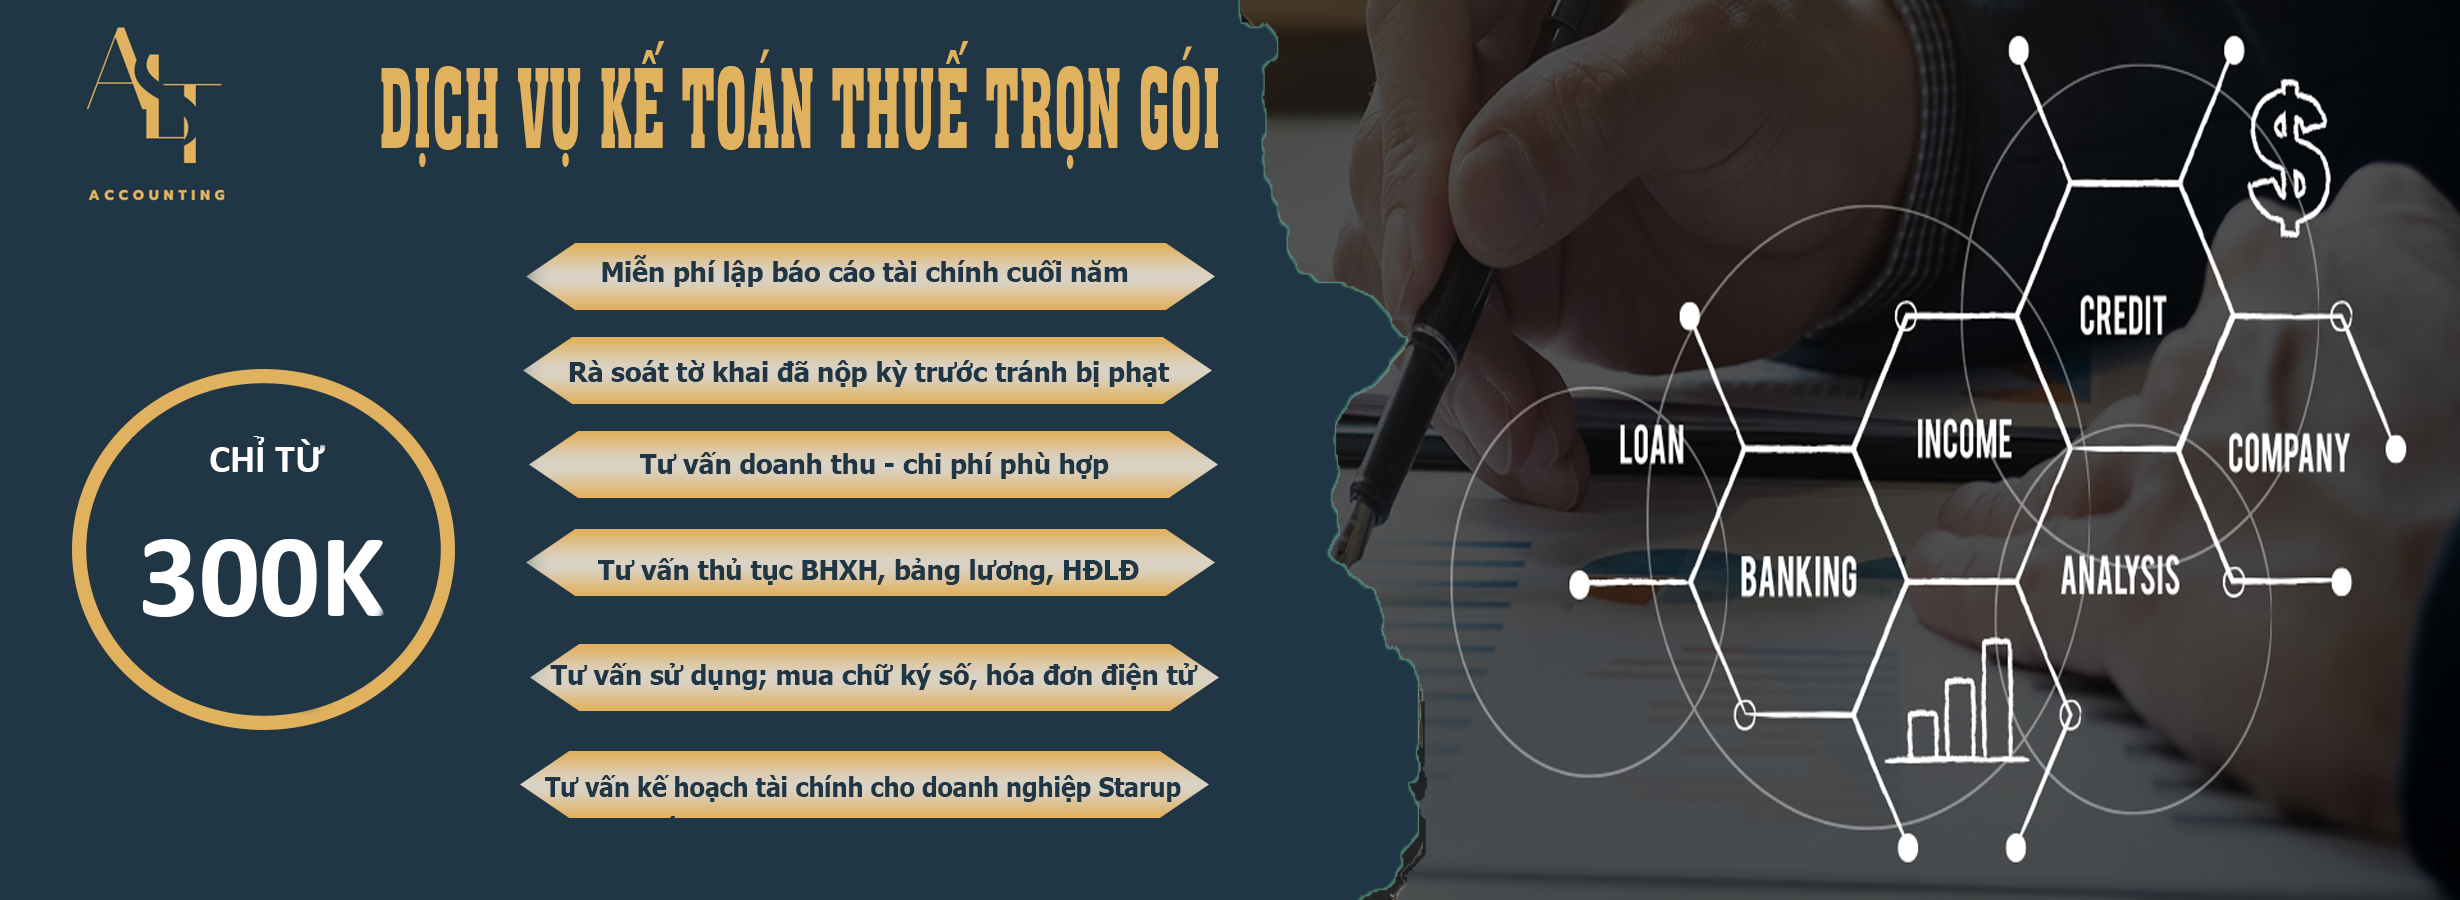 AST
ACCOUNTING
DỊCH VỤ KẾ TOÁN THUẾ TRỌN GÓI
CHỈ TỪ
300K
Miễn phí lập báo cáo tài chính cuối năm
Rà soát tờ khai đã nộp kỳ trước tránh bị phạt
Tư vấn doanh thu - chi phí phù hợp
Tư vấn thủ tục BHXH, bảng lương, HĐLĐ
Tư vấn sử dụng; mua chữ ký số, hóa đơn điện tử
Tư vấn kế hoạch tài chính cho doanh nghiệp Starup
$
CREDIT
LOAN
INCOME
COMPANY
BANKING
ANALYSIS